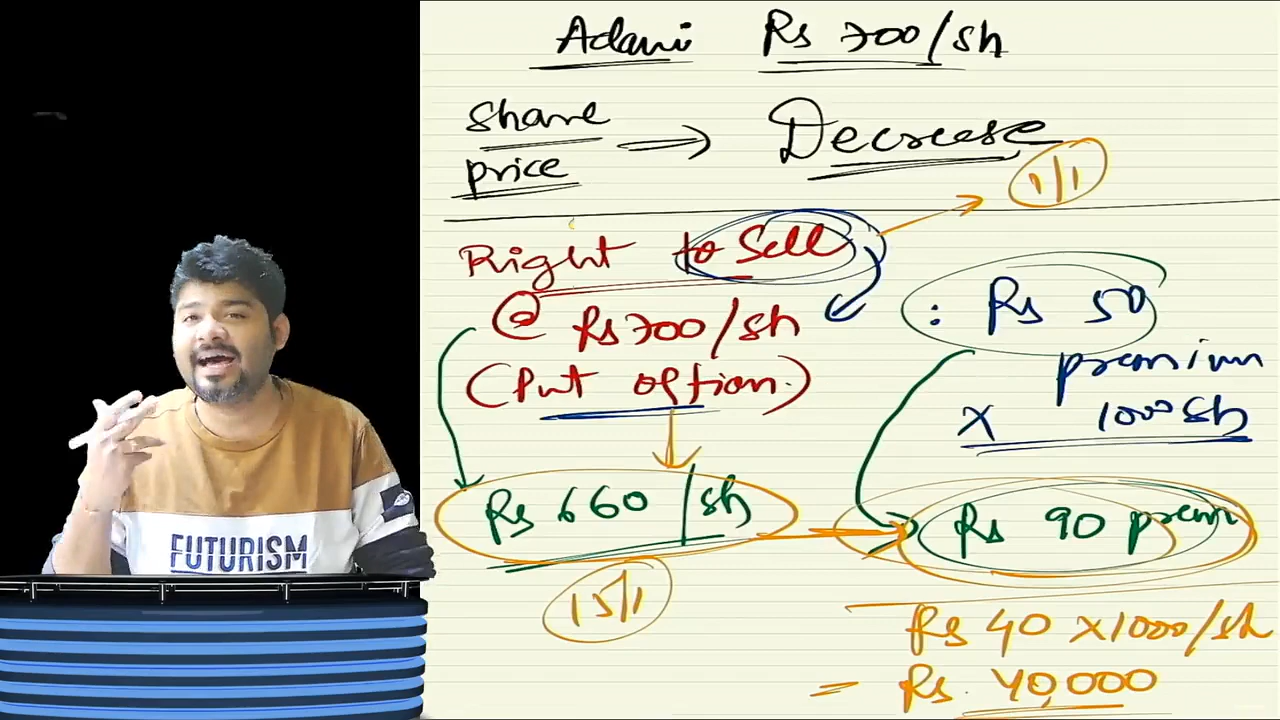 Adani Rs 700/sh
share price ⇒ Decrease
1/1
Right to Sell
@ Rs 700/sh
(Put option.)
: Rs 50
premium
x 1000 sh
Rs 660/sh
Rs 90 prem
15/1
Rs 40 x 1000/sh
= Rs. 40,000
FUTURISM